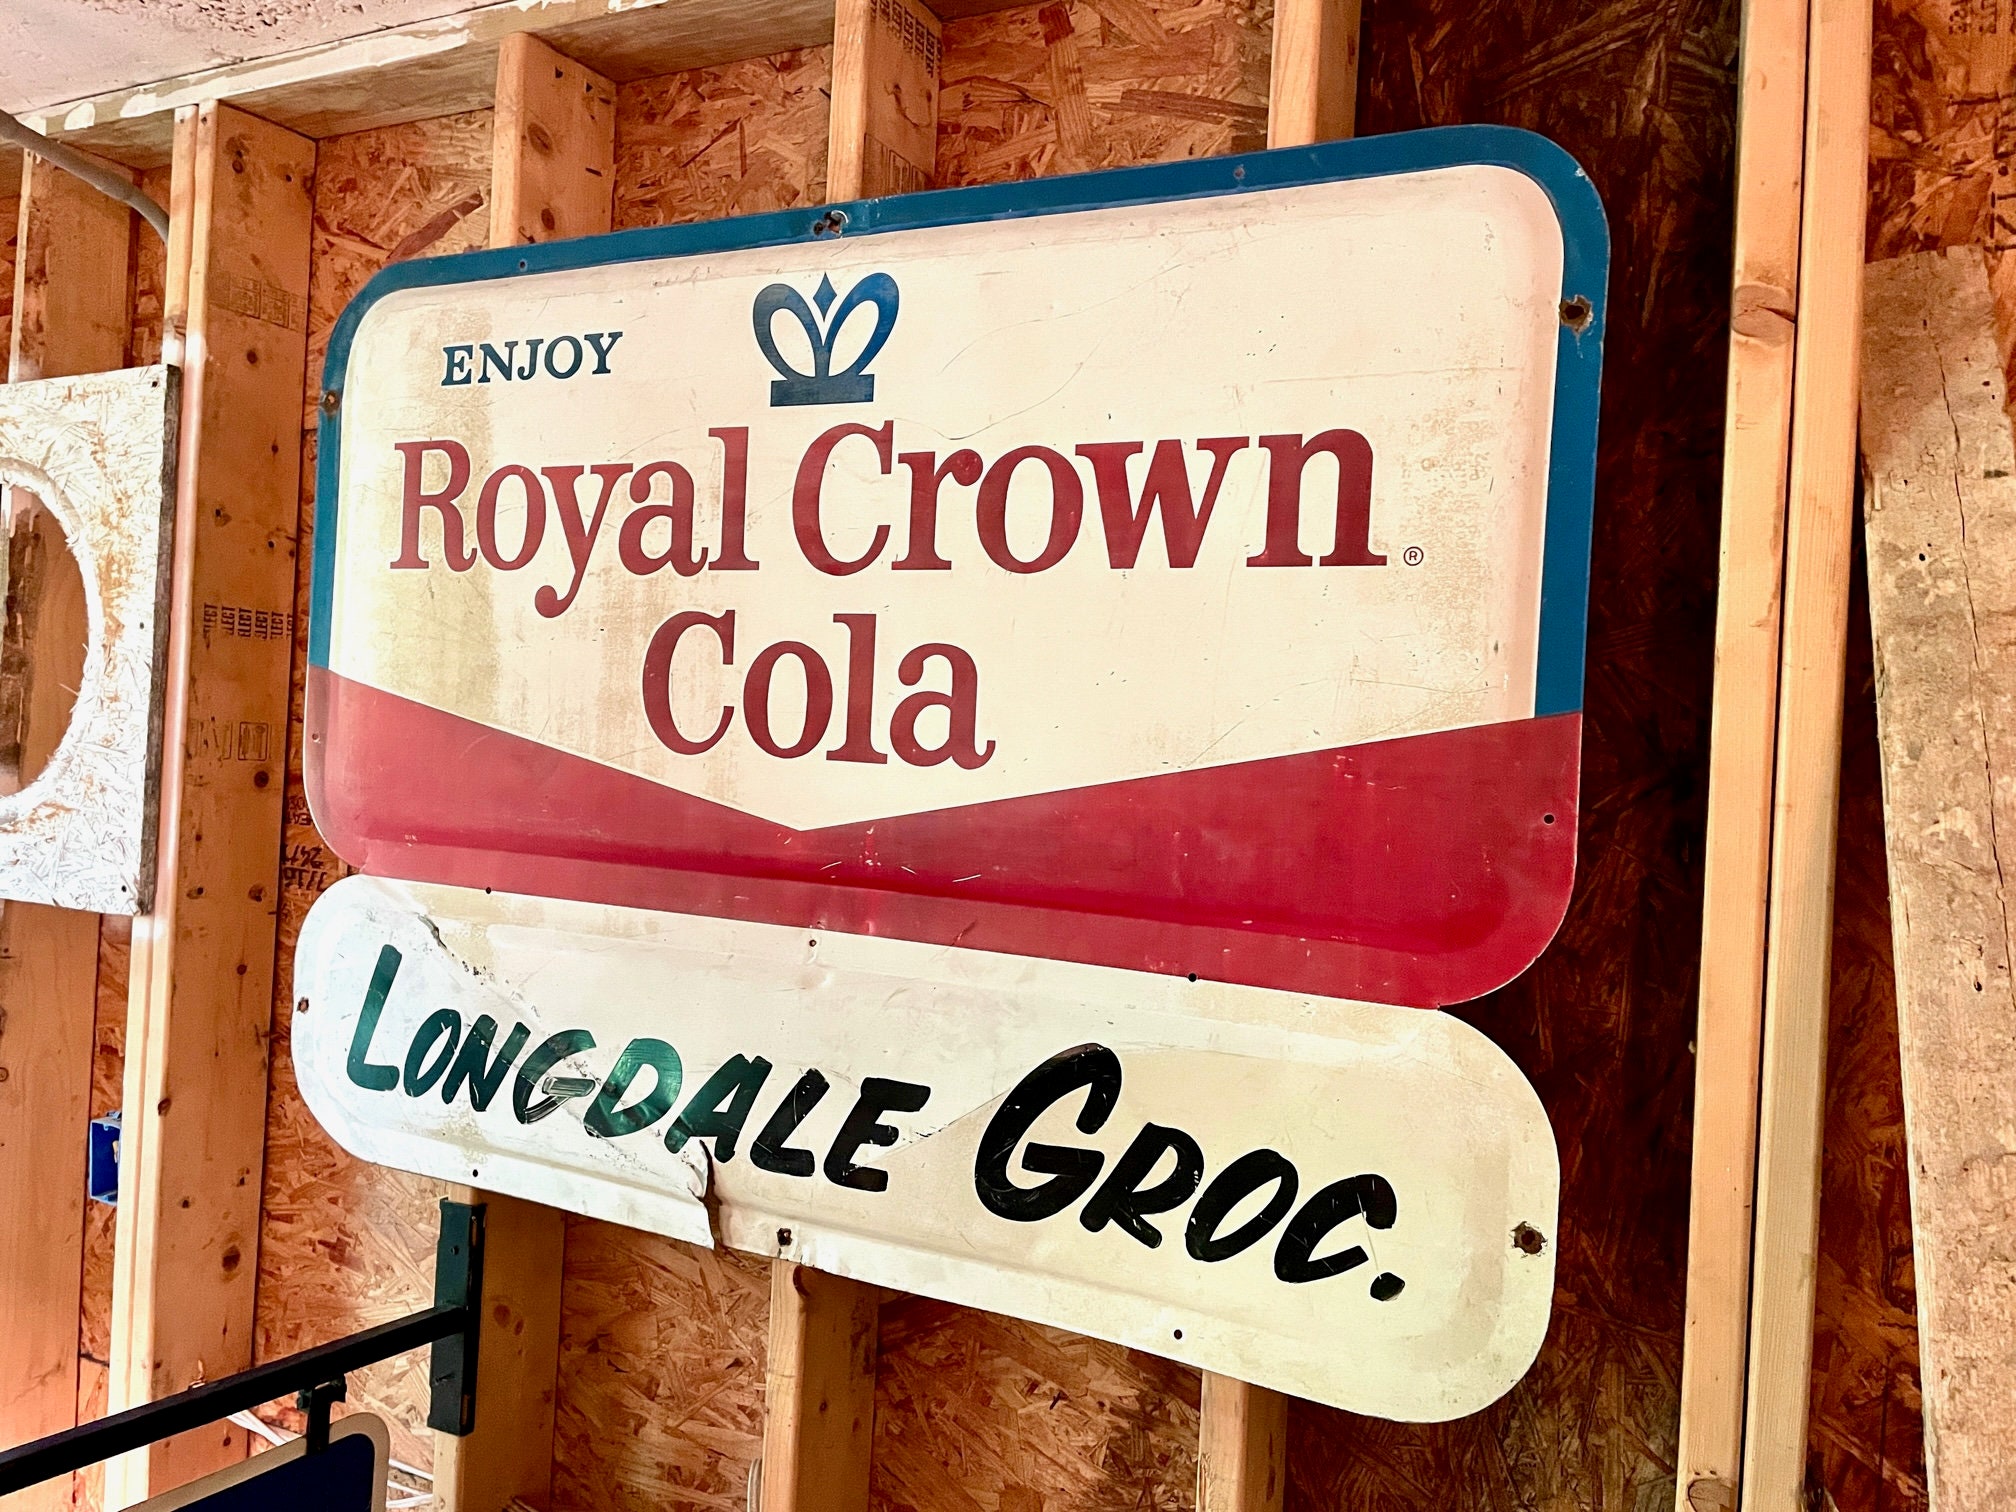 ENJOY
Royal Crown®
Cola
LONGDALE GROC.